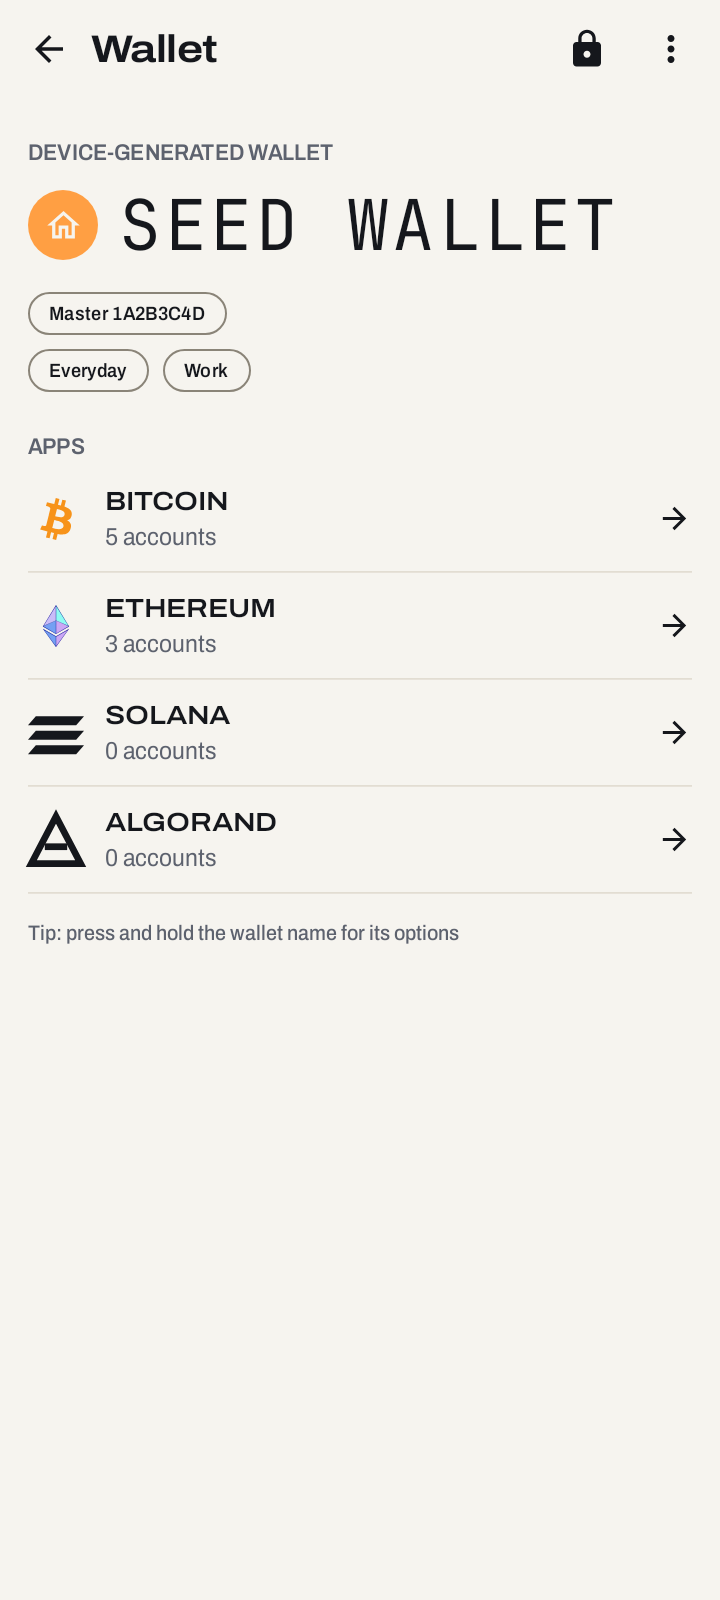 Wallet
DEVICE-GENERATED WALLET
SEED WALLET
Master 1A2B3C4D
Everyday Work
APPS
BITCOIN
5 accounts
ETHEREUM
3 accounts
SOLANA
0 accounts
ALGORAND
0 accounts
Tip: press and hold the wallet name for its options